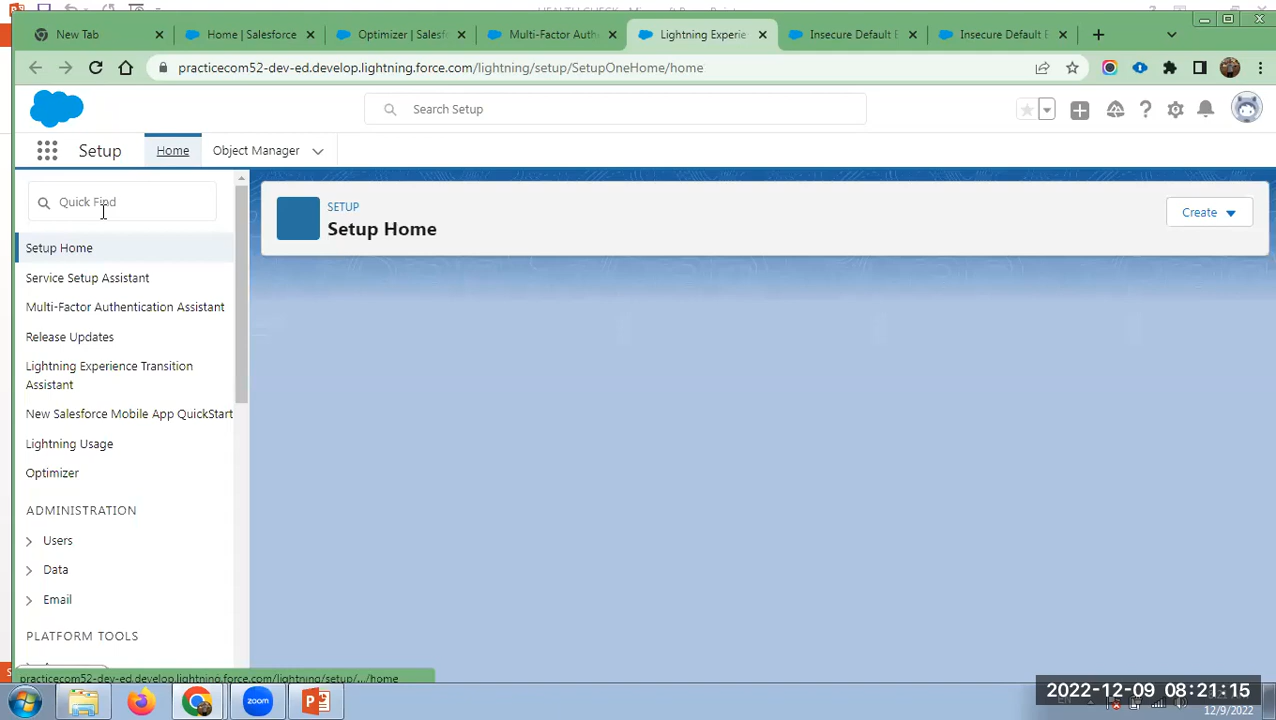 New Tab
Home | Salesforce
Optimizer | Salesf
Multi-Factor Auth
Lightning Experie
Insecure Default E
Insecure Default E
practicecom52-dev-ed.develop.lightning.force.com/lightning/setup/SetupOneHome/home
Search Setup
Setup
Home
Object Manager
Quick Find
SETUP
Setup Home
Create
Setup Home
Service Setup Assistant
Multi-Factor Authentication Assistant
Release Updates
Lightning Experience Transition
Assistant
New Salesforce Mobile App QuickStart
Lightning Usage
Optimizer
ADMINISTRATION
Users
Data
Email
PLATFORM TOOLS
practicecom52-dev-ed.develop.lightning.force.com/lightning/setup/.../home
zoom
2022-12-09 08:21:15
12/9/2022